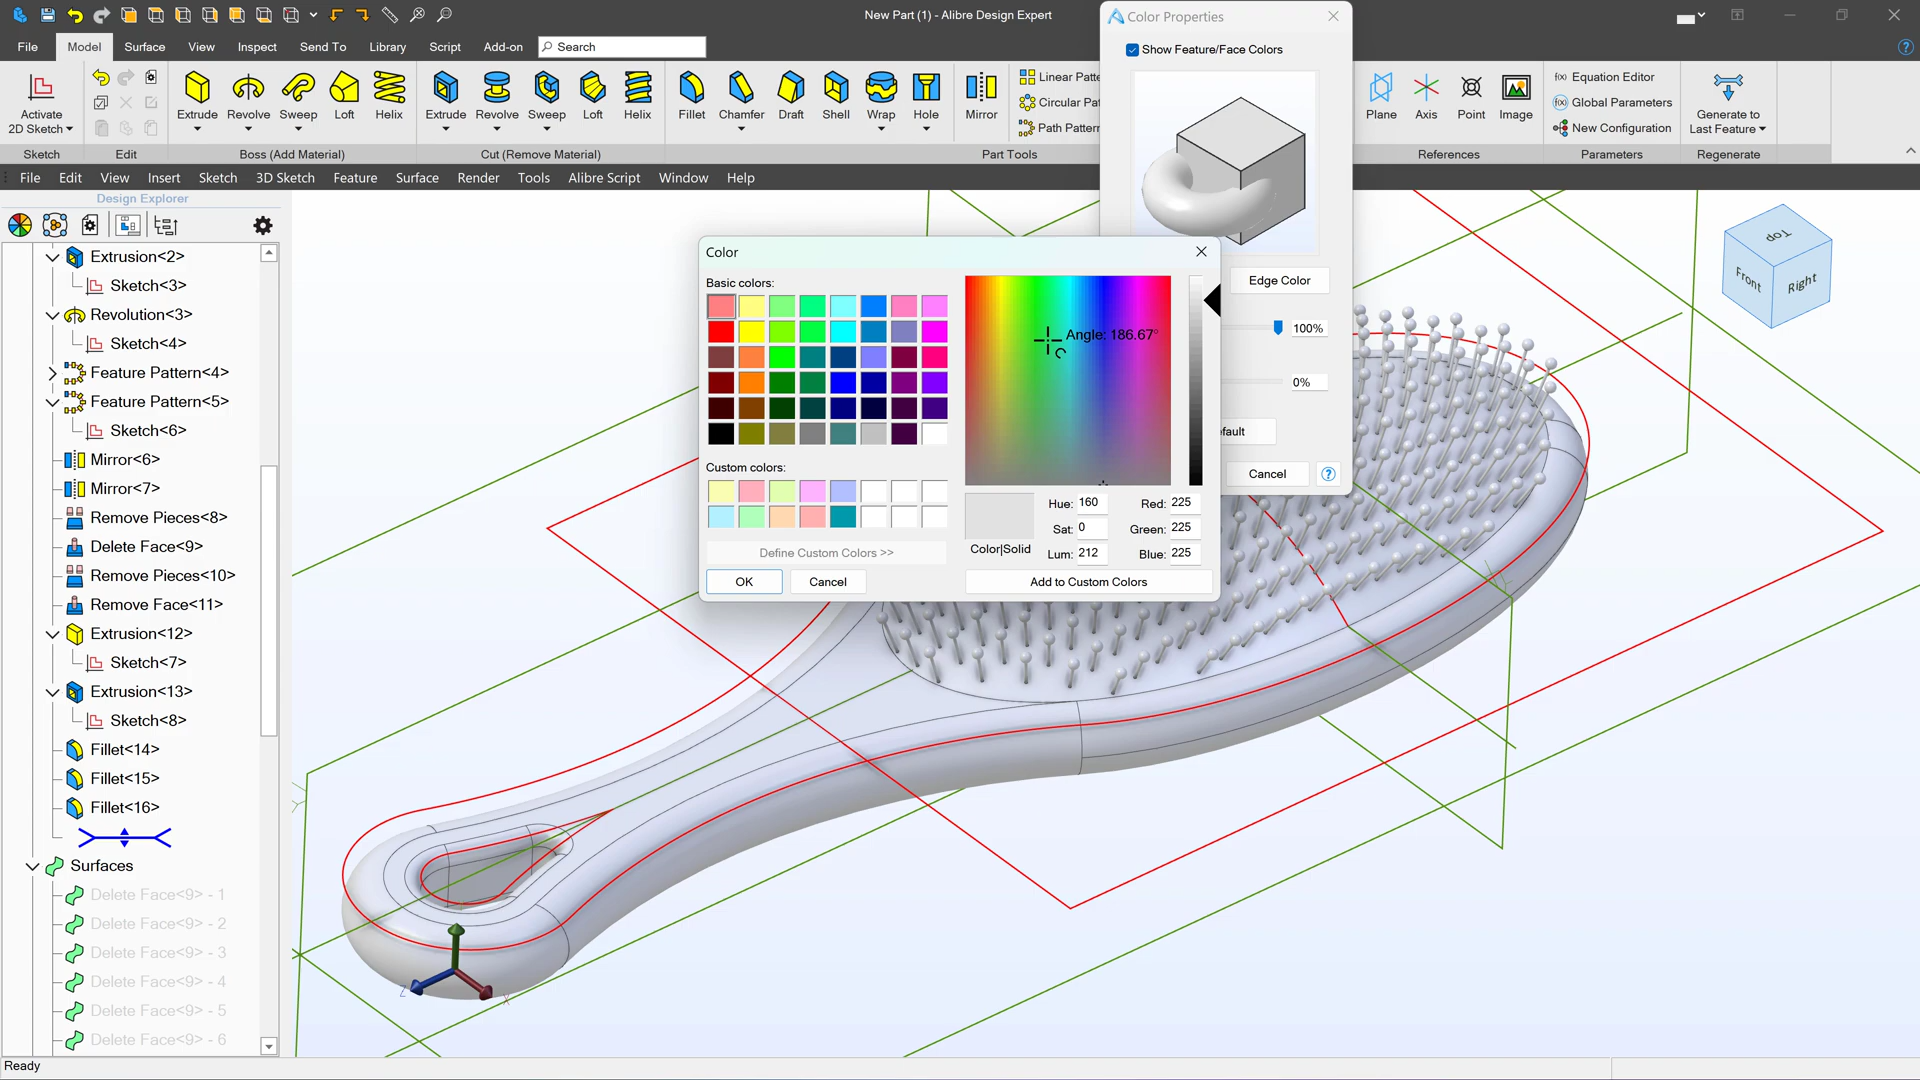 New Part (1) - Alibre Design Expert
Color Properties
File
Model
Surface
View
Inspect
Send To
Library
Script
Add-on
Search
Show Feature/Face Colors
Activate
2D Sketch
Extrude
Revolve
Sweep
Loft
Helix
Extrude
Revolve
Sweep
Loft
Helix
Fillet
Chamfer
Draft
Shell
Wrap
Hole
Mirror
Linear Patte
Circular Pat
Path Pattern
Plane
Axis
Point
Image
Equation Editor
Global Parameters
New Configuration
Generate to
Last Feature
Sketch
Edit
Boss (Add Material)
Cut (Remove Material)
Part Tools
References
Parameters
Regenerate
File
Edit
View
Insert
Sketch
3D Sketch
Feature
Surface
Render
Tools
Alibre Script
Window
Help
Design Explorer
Extrusion<2>
Sketch<3>
Revolution<3>
Sketch<4>
Feature Pattern<4>
Feature Pattern<5>
Sketch<6>
Mirror<6>
Mirror<7>
Remove Pieces<8>
Delete Face<9>
Remove Pieces<10>
Remove Face<11>
Extrusion<12>
Sketch<7>
Extrusion<13>
Sketch<8>
Fillet<14>
Fillet<15>
Fillet<16>
Surfaces
Delete Face<9> - 1
Delete Face<9> - 2
Delete Face<9> - 3
Delete Face<9> - 4
Delete Face<9> - 5
Delete Face<9> - 6
Color
Basic colors:
Angle: 186.67°
Custom colors:
Define Custom Colors >>
OK
Cancel
Color|Solid
Hue: 160
Sat: 0
Lum: 212
Red: 225
Green: 225
Blue: 225
Add to Custom Colors
Edge Color
100%
0%
efault
Cancel
Top
Front
Right
Z
X
Ready